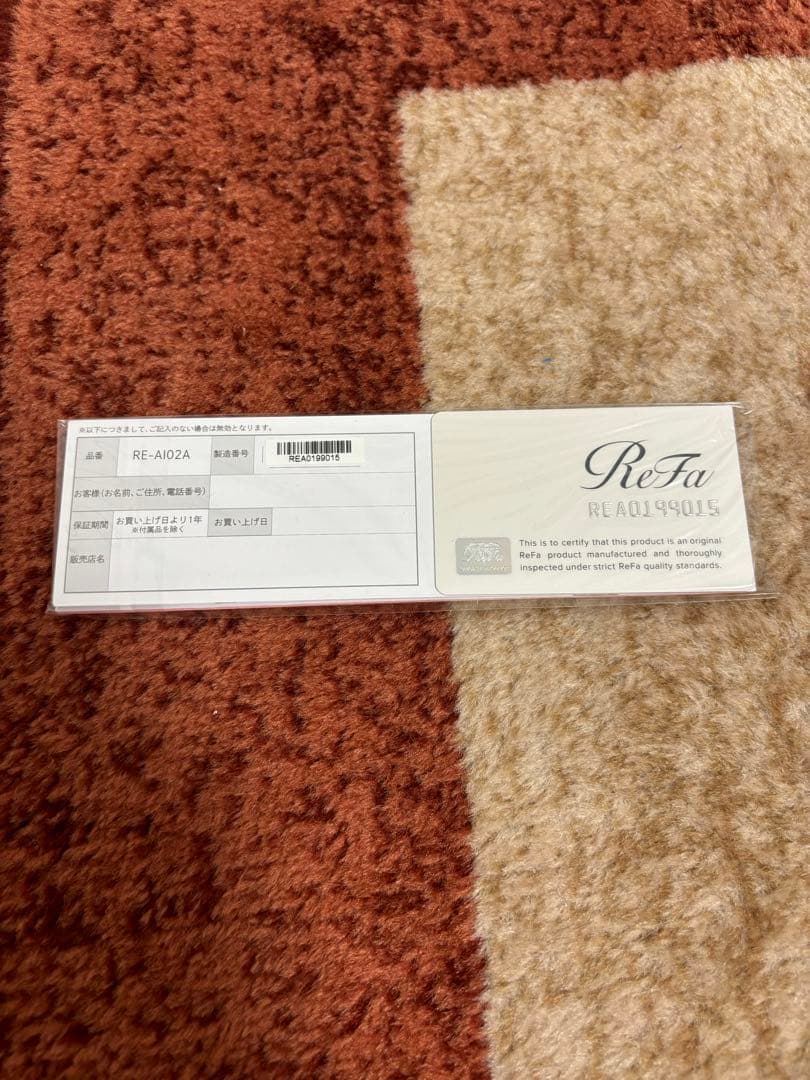 ※以下につきまして、ご記入のない場合は無効となります。
品番 RE-AI02A 製造番号 REA0199015
お客様(お名前、ご住所、電話番号)
保証期間 お買い上げ日より1年 ※付属品を除く お買い上げ日
販売店名
ReFa
REA0199015
This is to certify that this product is an original
ReFa product manufactured and thoroughly
inspected under strict ReFa quality standards.